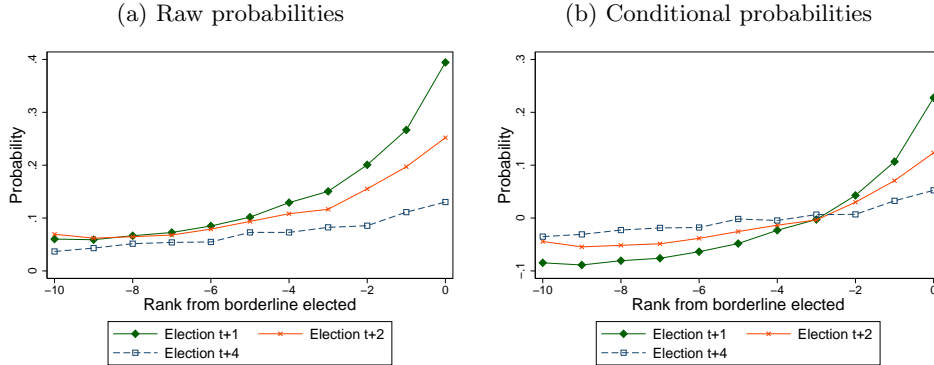 (a) Raw probabilities
Probability
.4
.3
.2
.1
0
−10 −8 −6 −4 −2 0
Rank from borderline elected
Election t+1 Election t+2
Election t+4
(b) Conditional probabilities
Probability
.3
.2
.1
0
−.1
−10 −8 −6 −4 −2 0
Rank from borderline elected
Election t+1 Election t+2
Election t+4